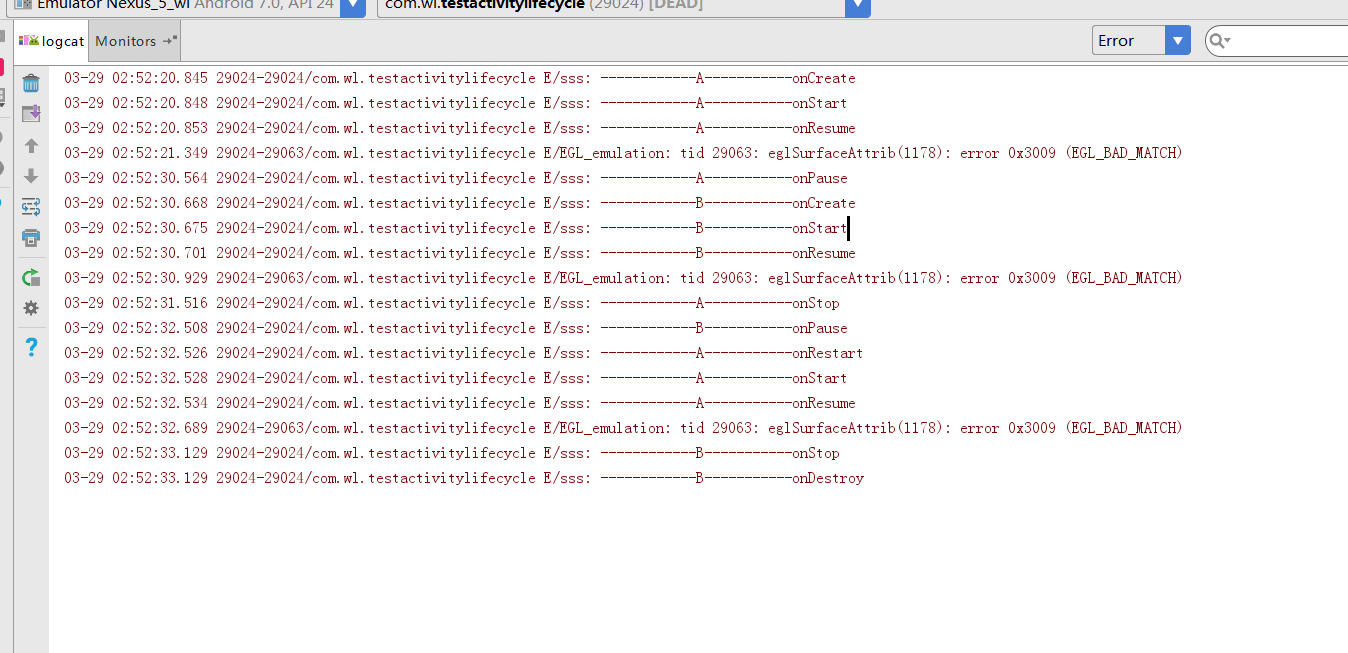 Emulator Nexus_5_wl Android 7.0, API 24 com.wl.testactivitylifecycle (29024) [DEAD]
logcat Monitors Error
03-29 02:52:20.845 29024-29024/com.wl.testactivitylifecycle E/sss: ------------A-----------onCreate
03-29 02:52:20.848 29024-29024/com.wl.testactivitylifecycle E/sss: ------------A-----------onStart
03-29 02:52:20.853 29024-29024/com.wl.testactivitylifecycle E/sss: ------------A-----------onResume
03-29 02:52:21.349 29024-29063/com.wl.testactivitylifecycle E/EGL_emulation: tid 29063: eglSurfaceAttrib(1178): error 0x3009 (EGL_BAD_MATCH)
03-29 02:52:30.564 29024-29024/com.wl.testactivitylifecycle E/sss: ------------A-----------onPause
03-29 02:52:30.668 29024-29024/com.wl.testactivitylifecycle E/sss: ------------B-----------onCreate
03-29 02:52:30.675 29024-29024/com.wl.testactivitylifecycle E/sss: ------------B-----------onStart
03-29 02:52:30.701 29024-29024/com.wl.testactivitylifecycle E/sss: ------------B-----------onResume
03-29 02:52:30.929 29024-29063/com.wl.testactivitylifecycle E/EGL_emulation: tid 29063: eglSurfaceAttrib(1178): error 0x3009 (EGL_BAD_MATCH)
03-29 02:52:31.516 29024-29024/com.wl.testactivitylifecycle E/sss: ------------A-----------onStop
03-29 02:52:32.508 29024-29024/com.wl.testactivitylifecycle E/sss: ------------B-----------onPause
03-29 02:52:32.526 29024-29024/com.wl.testactivitylifecycle E/sss: ------------A-----------onRestart
03-29 02:52:32.528 29024-29024/com.wl.testactivitylifecycle E/sss: ------------A-----------onStart
03-29 02:52:32.534 29024-29024/com.wl.testactivitylifecycle E/sss: ------------A-----------onResume
03-29 02:52:32.689 29024-29063/com.wl.testactivitylifecycle E/EGL_emulation: tid 29063: eglSurfaceAttrib(1178): error 0x3009 (EGL_BAD_MATCH)
03-29 02:52:33.129 29024-29024/com.wl.testactivitylifecycle E/sss: ------------B-----------onStop
03-29 02:52:33.129 29024-29024/com.wl.testactivitylifecycle E/sss: ------------B-----------onDestroy